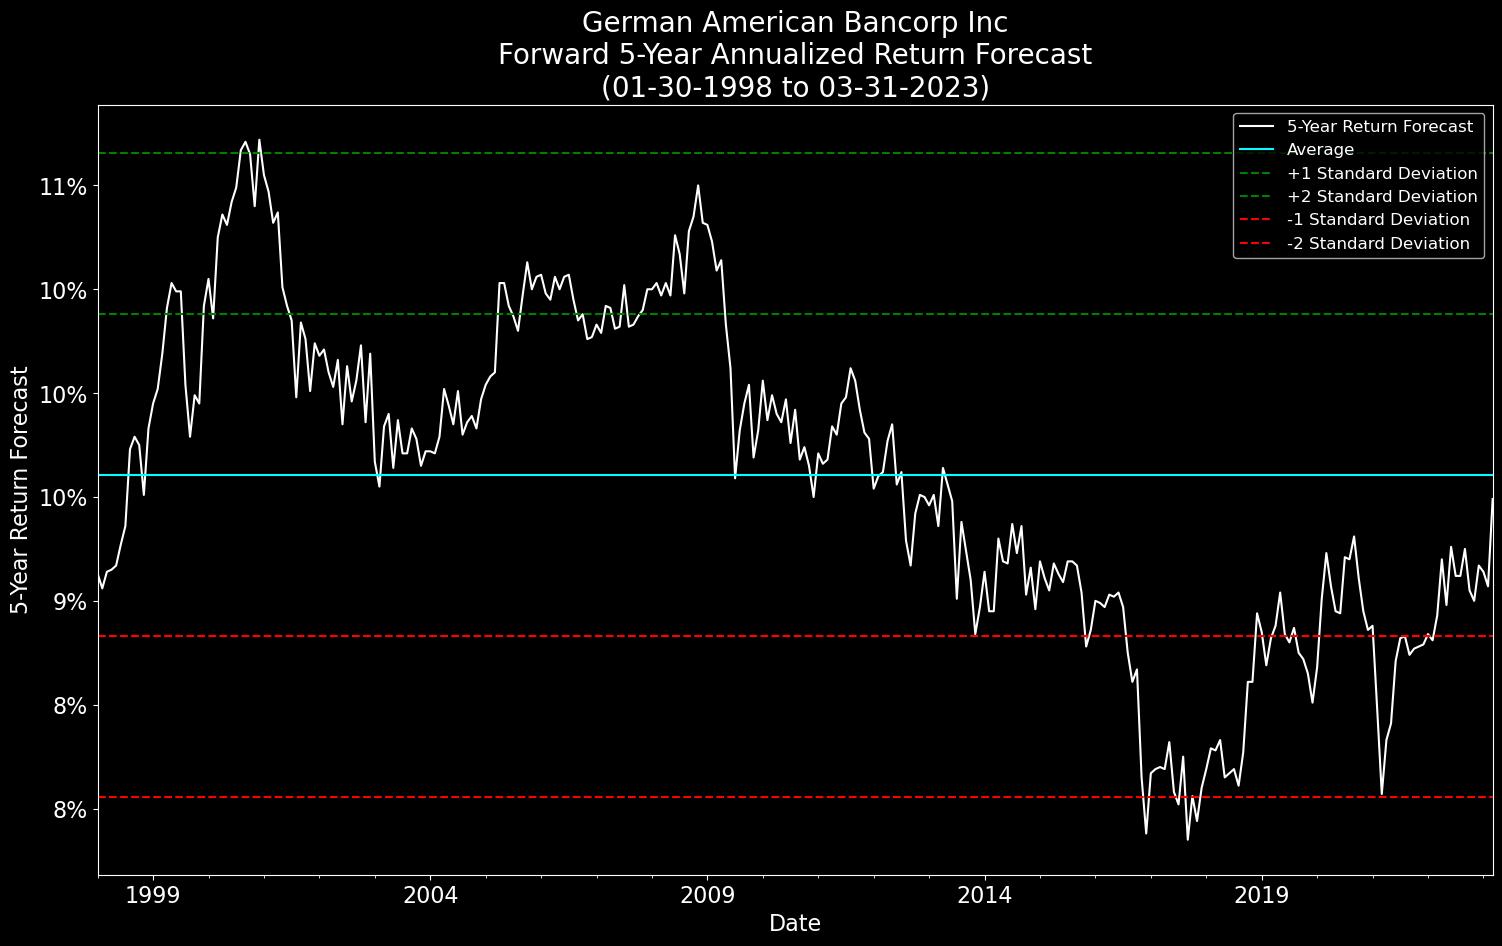 German American Bancorp Inc
Forward 5-Year Annualized Return Forecast
(01-30-1998 to 03-31-2023)
5-Year Return Forecast
Average
+1 Standard Deviation
+2 Standard Deviation
-1 Standard Deviation
-2 Standard Deviation
5-Year Return Forecast
11%
10%
10%
10%
9%
8%
8%
1999 2004 2009 2014 2019
Date